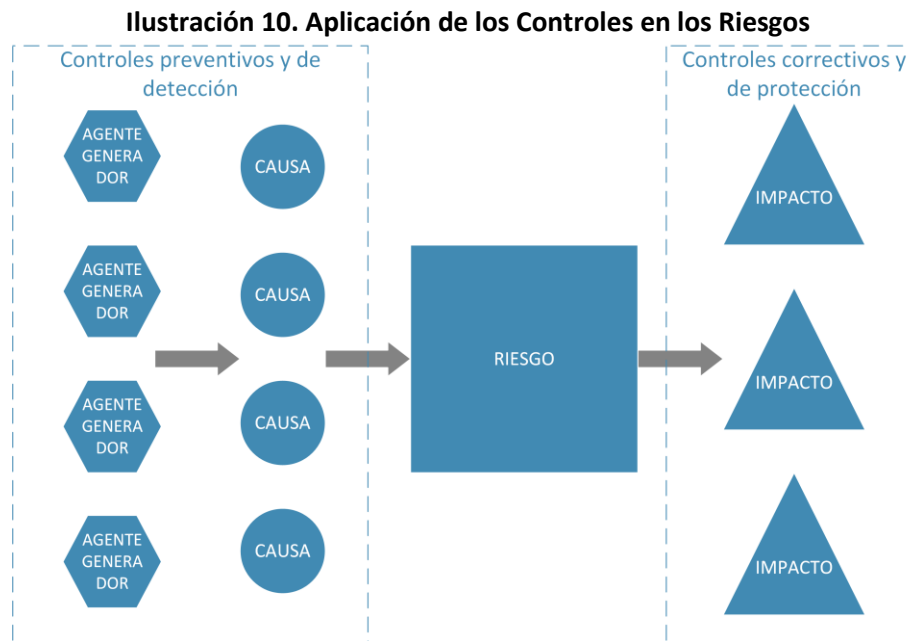 Ilustración 10. Aplicación de los Controles en los Riesgos
Controles preventivos y de
detección
AGENTE
GENERA
DOR
CAUSA
AGENTE
GENERA
DOR
CAUSA
AGENTE
GENERA
DOR
CAUSA
AGENTE
GENERA
DOR
CAUSA
RIESGO
Controles correctivos y
de protección
IMPACTO
IMPACTO
IMPACTO